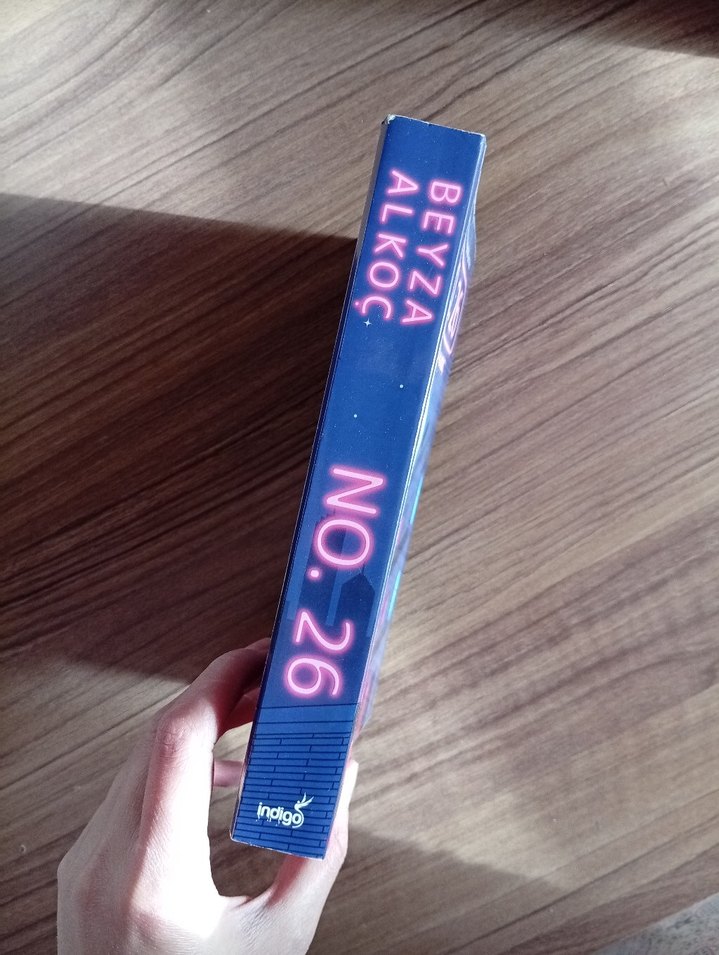 BEYZA
ALKOÇ
NO. 26
indigo